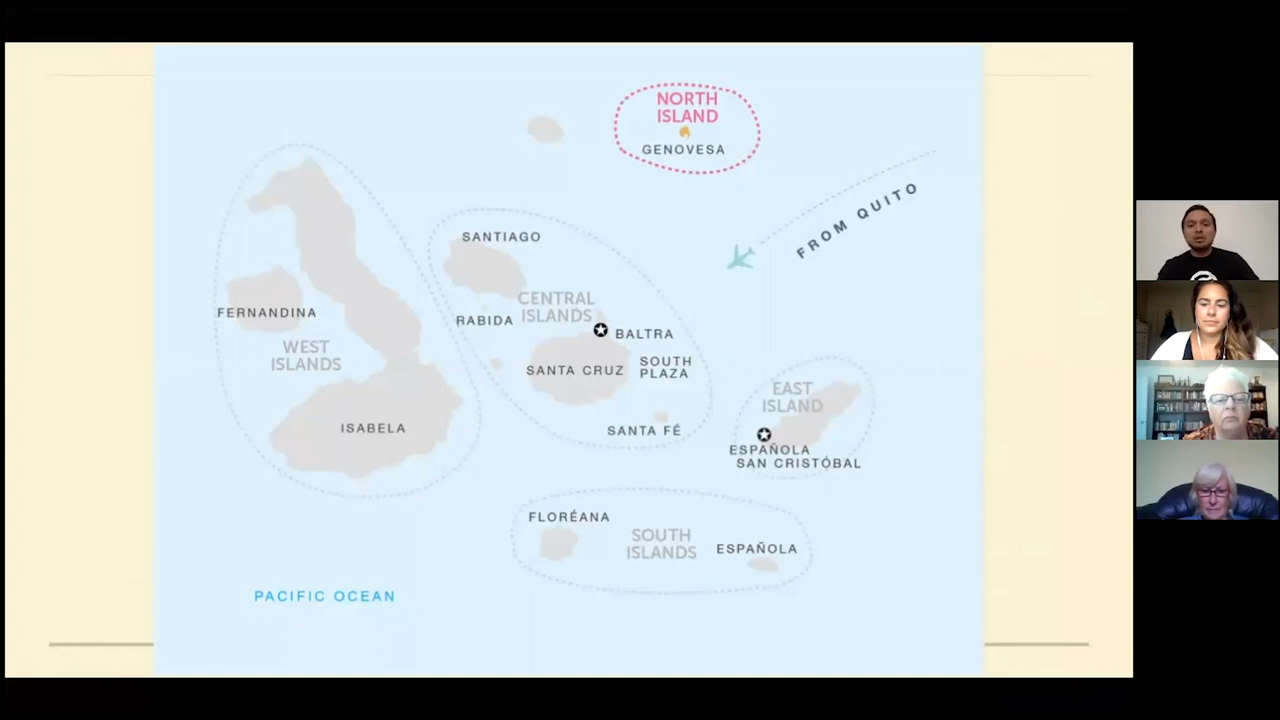 NORTH
ISLAND
GENOVESA
FROM QUITO
SANTIAGO
CENTRAL
ISLANDS
RABIDA
BALTRA
FERNANDINA
WEST
ISLANDS
SANTA CRUZ
SOUTH
PLAZA
EAST
ISLAND
ISABELA
SANTA FÉ
ESPAÑOLA
SAN CRISTÓBAL
FLORÉANA
SOUTH
ISLANDS
ESPAÑOLA
PACIFIC OCEAN